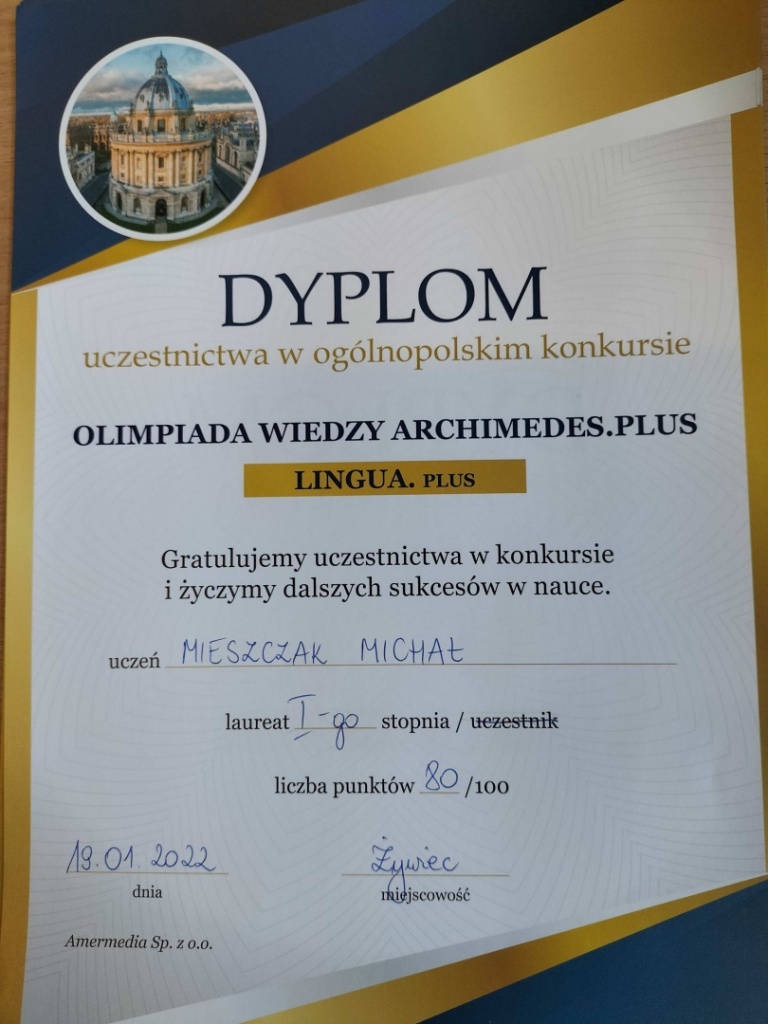 DYPLOM
uczestnictwa w ogólnopolskim konkursie
OLIMPIADA WIEDZY ARCHIMEDES.PLUS
LINGUA. PLUS
Gratulujemy uczestnictwa w konkursie
i życzymy dalszych sukcesów w nauce.
uczeń MIESZCZAK MICHAŁ
laureat I-go stopnia / uczestnik
liczba punktów 80 /100
19.01.2022 Żywiec
dnia miejscowość
Amermedia Sp. z o.o.